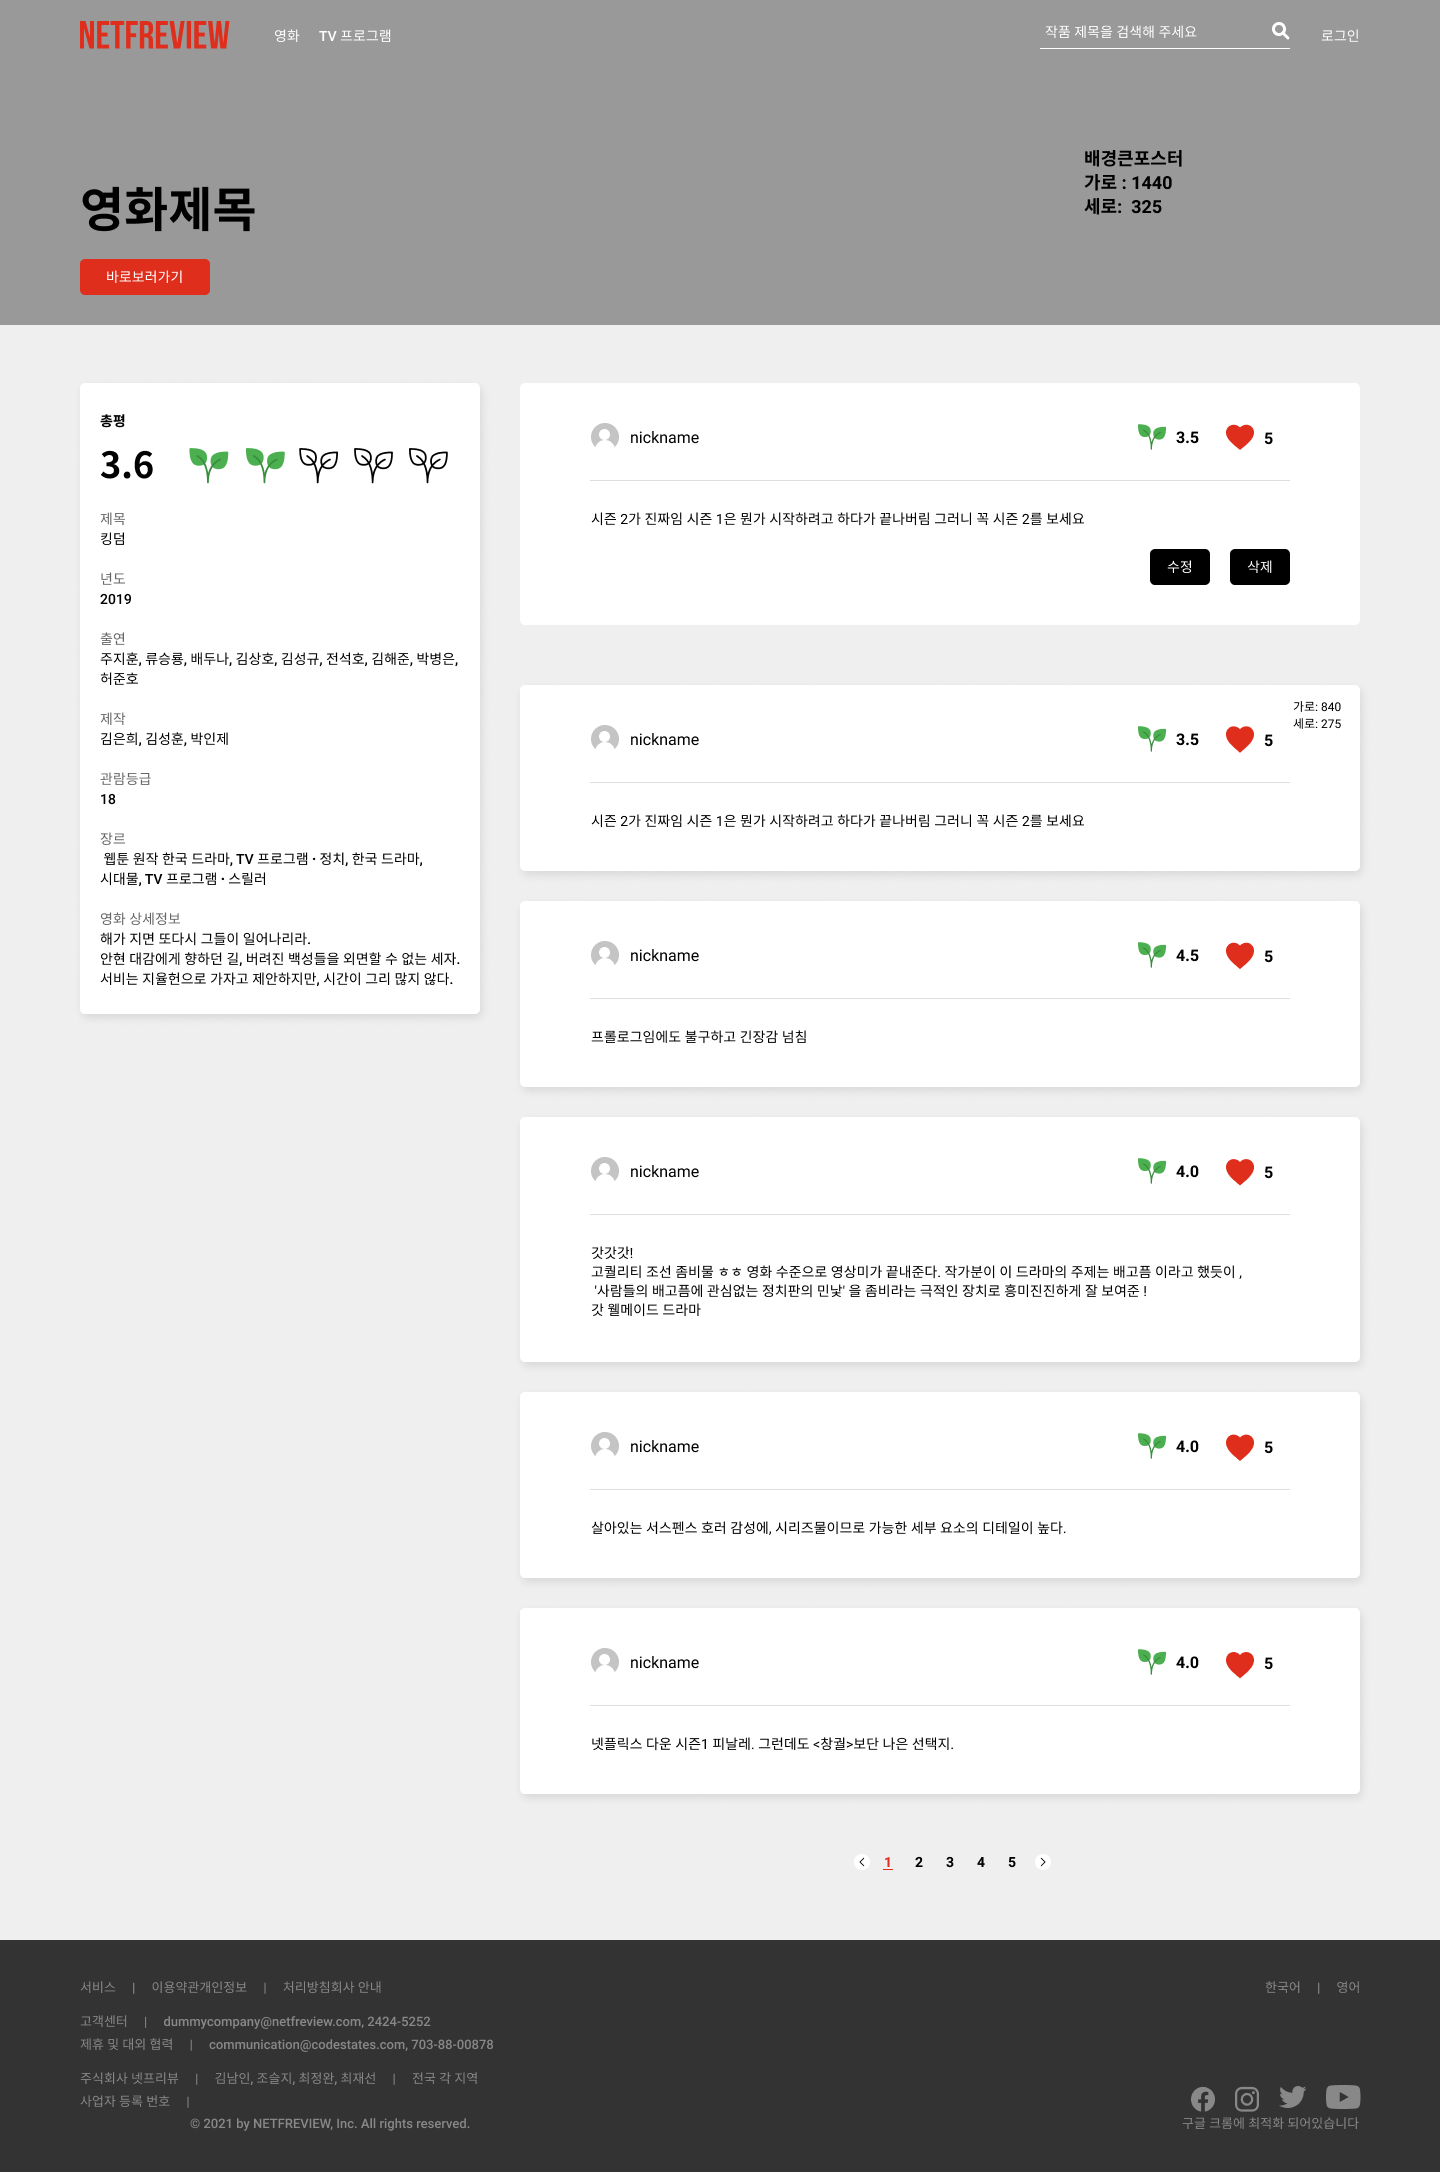 NETFREVIEW
영화 TV 프로그램
작품 제목을 검색해 주세요
로그인
배경큰포스터
가로 : 1440
세로: 325
영화제목
바로보러가기
총평
3.6
제목
킹덤
년도
2019
출연
주지훈, 류승룡, 배두나, 김상호, 김성규, 전석호, 김해준, 박병은,
허준호
제작
김은희, 김성훈, 박인제
관람등급
18
장르
웹툰 원작 한국 드라마, TV 프로그램 · 정치, 한국 드라마,
시대물, TV 프로그램 · 스릴러
영화 상세정보
해가 지면 또다시 그들이 일어나리라.
안현 대감에게 향하던 길, 버려진 백성들을 외면할 수 없는 세자.
서비는 지율헌으로 가자고 제안하지만, 시간이 그리 많지 않다.
nickname 3.5 5
시즌 2가 진짜임 시즌 1은 뭔가 시작하려고 하다가 끝나버림 그러니 꼭 시즌 2를 보세요
수정 삭제
가로: 840
세로: 275
nickname 3.5 5
시즌 2가 진짜임 시즌 1은 뭔가 시작하려고 하다가 끝나버림 그러니 꼭 시즌 2를 보세요
nickname 4.5 5
프롤로그임에도 불구하고 긴장감 넘침
nickname 4.0 5
갓갓갓!
고퀄리티 조선 좀비물 ㅎㅎ 영화 수준으로 영상미가 끝내준다. 작가분이 이 드라마의 주제는 배고픔 이라고 했듯이 ,
'사람들의 배고픔에 관심없는 정치판의 민낯' 을 좀비라는 극적인 장치로 흥미진진하게 잘 보여준 !
갓 웰메이드 드라마
nickname 4.0 5
살아있는 서스펜스 호러 감성에, 시리즈물이므로 가능한 세부 요소의 디테일이 높다.
nickname 4.0 5
넷플릭스 다운 시즌1 피날레. 그런데도 <창궐>보단 나은 선택지.
1 2 3 4 5
서비스 | 이용약관개인정보 | 처리방침회사 안내
한국어 | 영어
고객센터 | dummycompany@netfreview.com, 2424-5252
제휴 및 대외 협력 | communication@codestates.com, 703-88-00878
주식회사 넷프리뷰 | 김남인, 조슬지, 최정완, 최재선 | 전국 각 지역
사업자 등록 번호 |
© 2021 by NETFREVIEW, Inc. All rights reserved.
구글 크롬에 최적화 되어있습니다